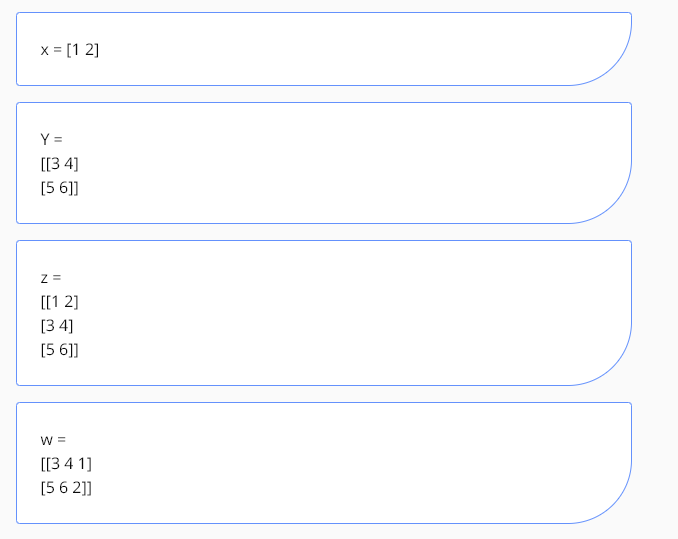 x = [1 2]
Y =
[[3 4]
[5 6]]
z =
[[1 2]
[3 4]
[5 6]]
w =
[[3 4 1]
[5 6 2]]